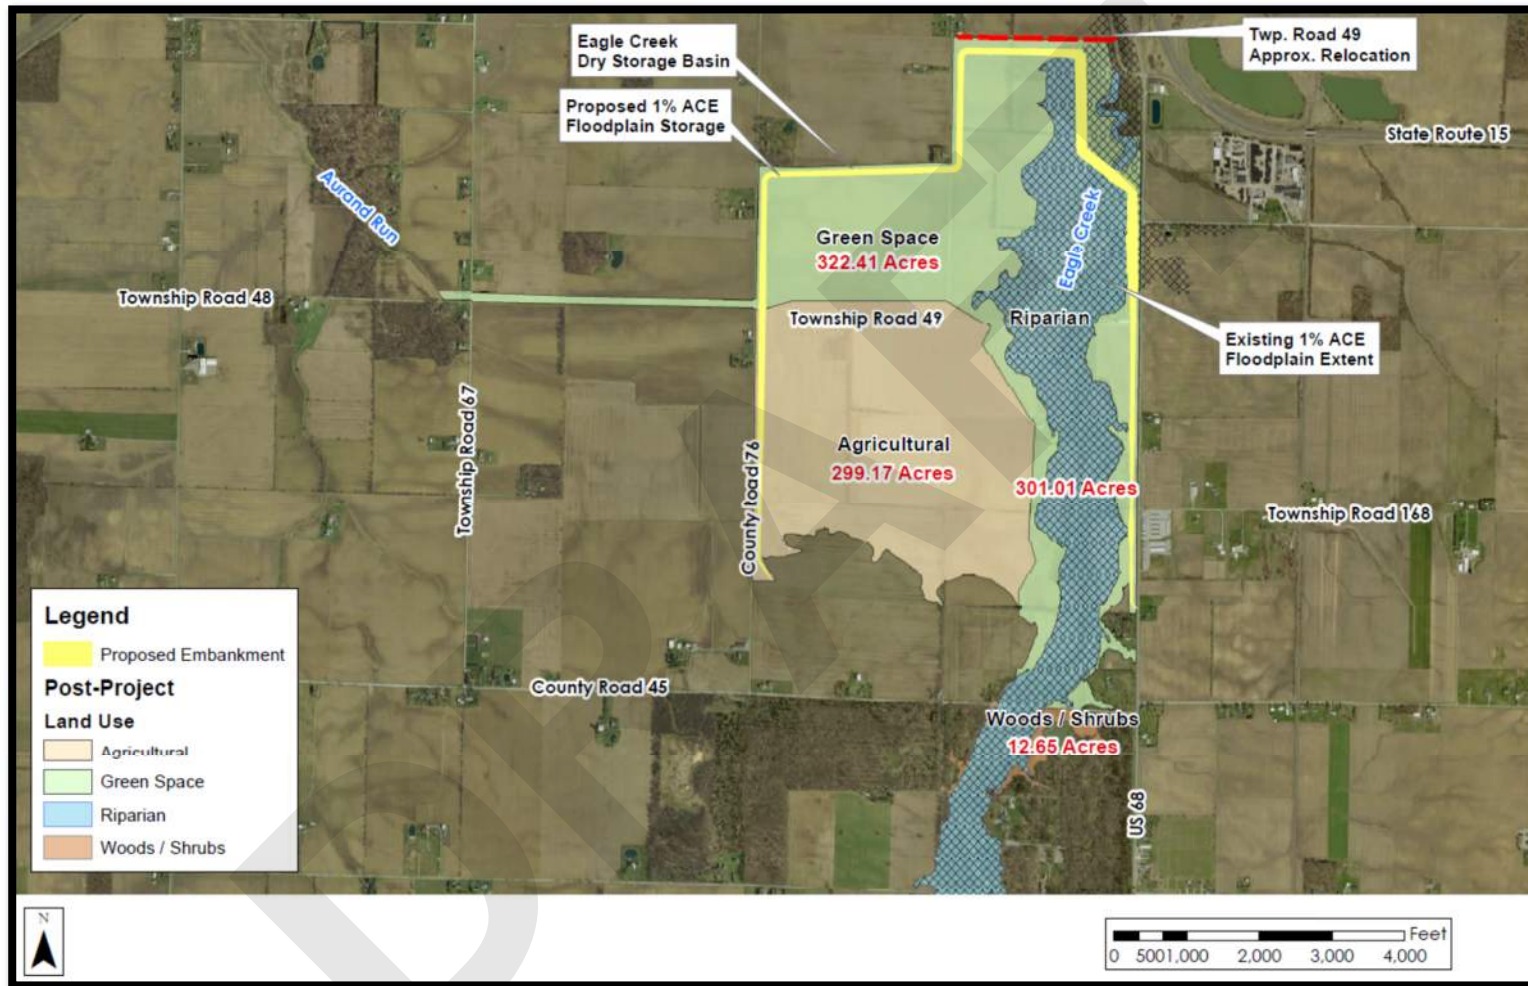 Eagle Creek
Dry Storage Basin
Twp. Road 49
Approx. Relocation
Proposed 1% ACE
Floodplain Storage
State Route 15
Aurand Run
Eagle Creek
Green Space
322.41 Acres
Township Road 48
Township Road 49
Riparian
Existing 1% ACE
Floodplain Extent
Township Road 67
County load 76
Agricultural
299.17 Acres
301.01 Acres
Township Road 168
County Road 45
Woods / Shrubs
12.65 Acres
US 68
Legend
Proposed Embankment
Post-Project
Land Use
Agricultural
Green Space
Riparian
Woods / Shrubs
N
Feet
0 5001,000 2,000 3,000 4,000
DRAFT